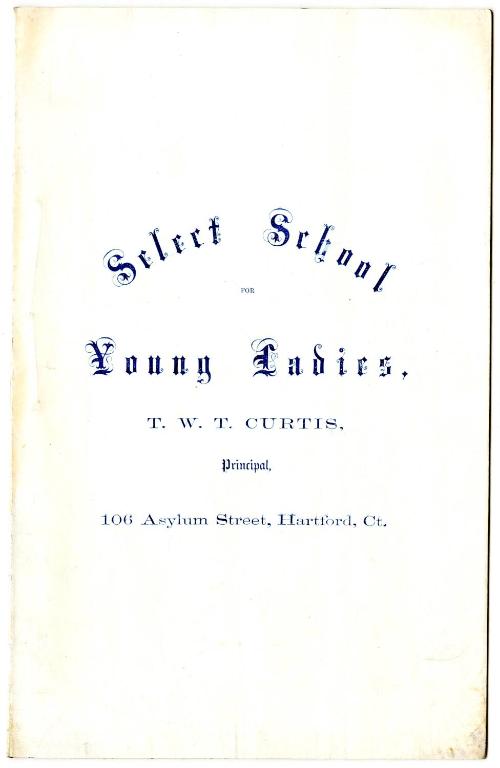 Select School
FOR
Young Ladies,
T. W. T. CURTIS,
Principal,
106 Asylum Street, Hartford, Ct.